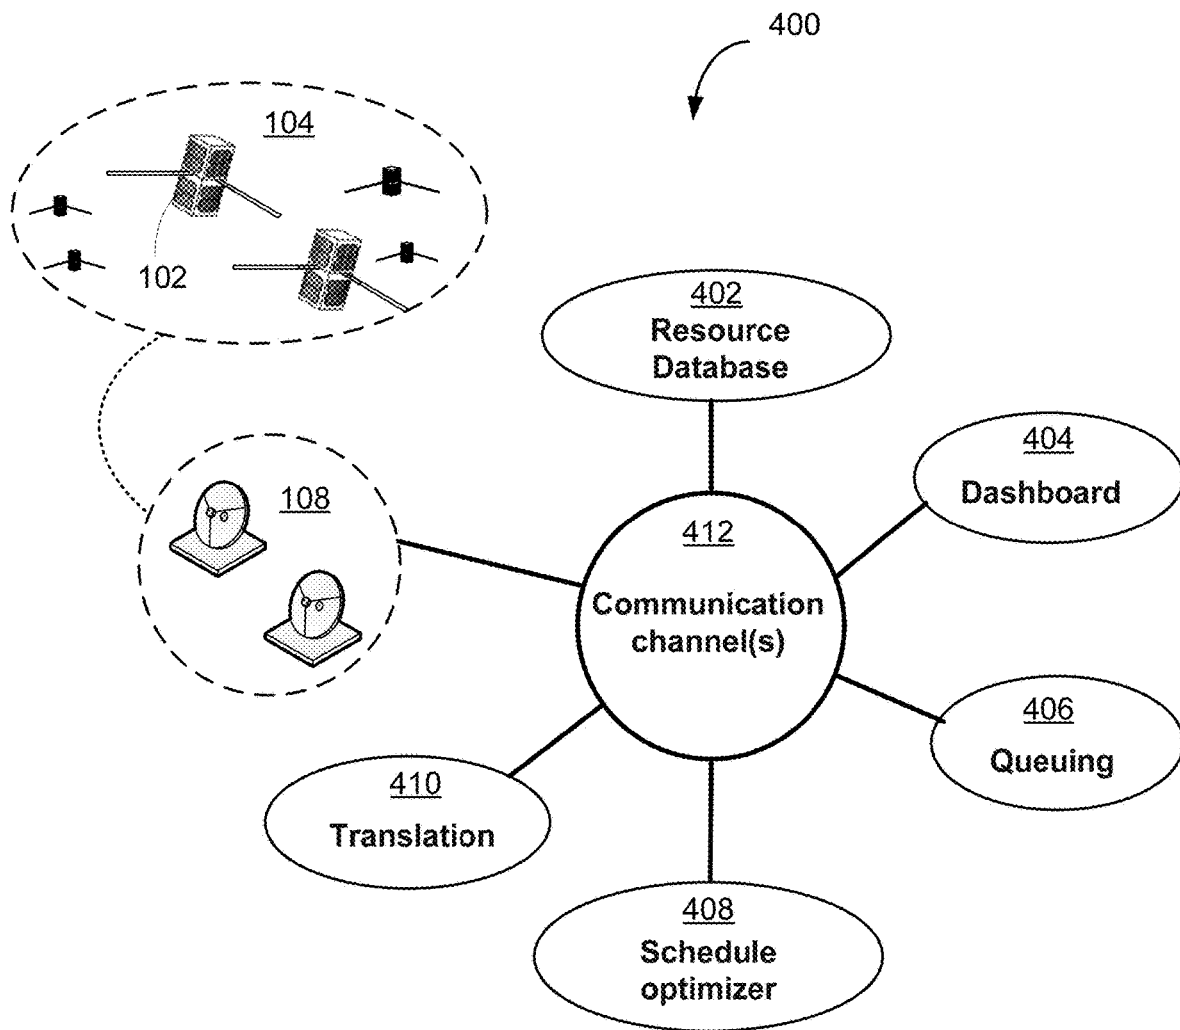 400
104
102
402
Resource
Database
404
Dashboard
108
412
Communication
channel(s)
406
Queuing
410
Translation
408
Schedule
optimizer